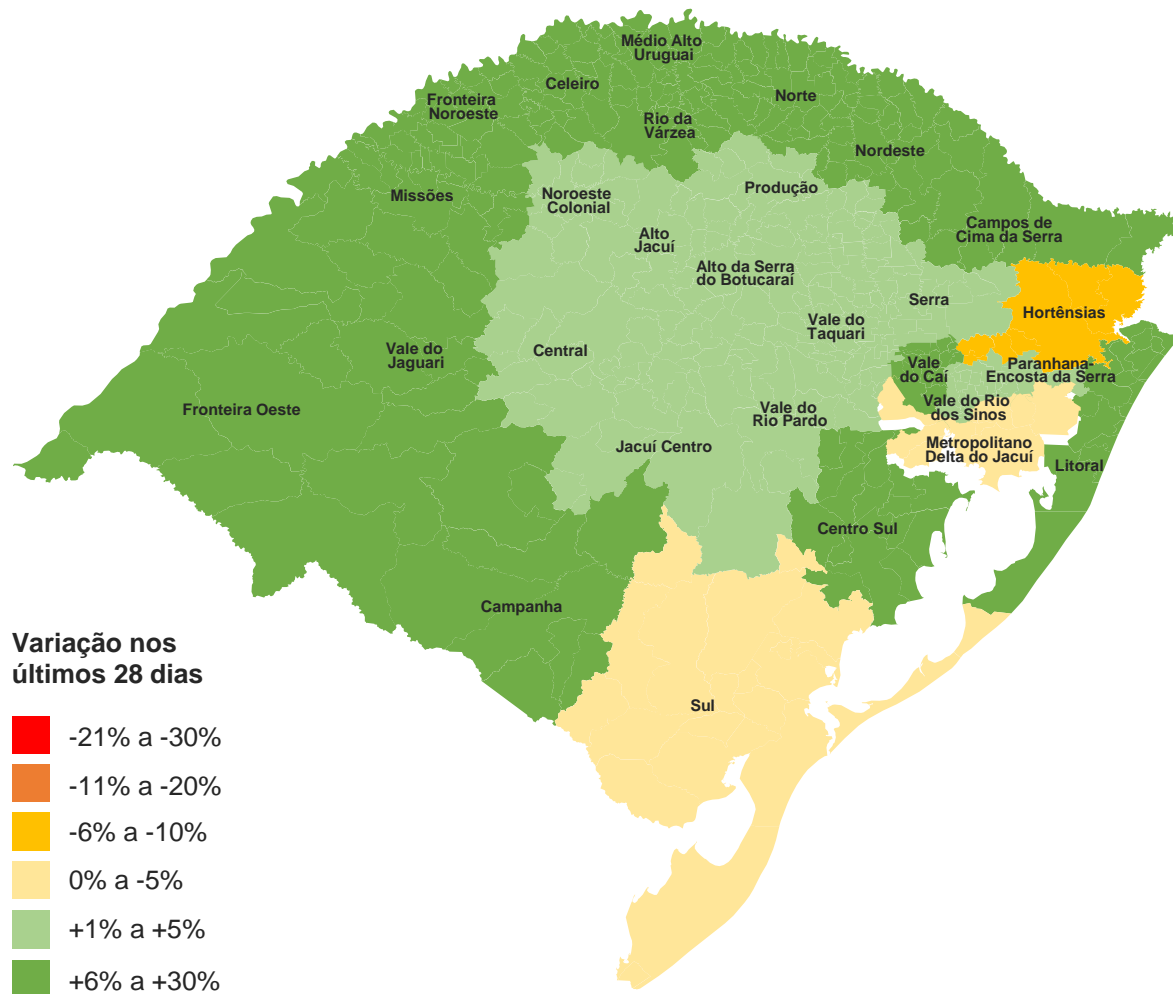 Médio Alto
Uruguai
Celeiro
Norte
Fronteira
Noroeste
Rio da
Várzea
Nordeste
Missões
Noroeste
Colonial
Produção
Alto
Jacuí
Campos de
Cima da Serra
Alto da Serra
do Botucaraí
Serra
Hortênsias
Vale do
Taquari
Central
Vale do
Jaguari
Vale
do Caí
Paranhana-
Encosta da Serra
Fronteira Oeste
Vale do
Rio Pardo
Vale do Rio
dos Sinos
Jacuí Centro
Metropolitano
Delta do Jacuí
Litoral
Centro Sul
Campanha
Sul
Variação nos
últimos 28 dias
-21% a -30%
-11% a -20%
-6% a -10%
0% a -5%
+1% a +5%
+6% a +30%